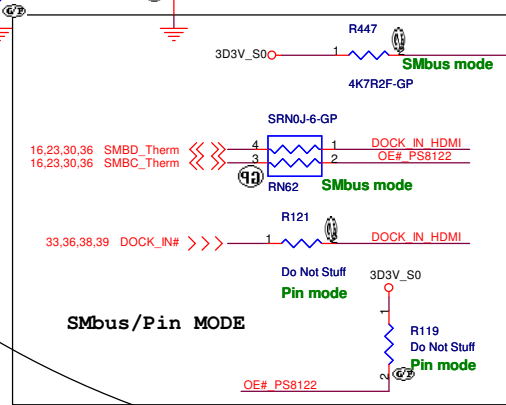 G/P
R447
3D3V_S0
1
2
SMbus mode
4K7R2F-GP
SRN0J-6-GP
16,23,30,36 SMBD_Therm
4
1
DOCK_IN_HDMI
16,23,30,36 SMBC_Therm
3
2
OE#_PS8122
GP
RN62
SMbus mode
R121
33,36,38,39 DOCK_IN#
1
2
DOCK_IN_HDMI
Do Not Stuff
Pin mode
3D3V_S0
SMbus/Pin MODE
1
R119
Do Not Stuff
Pin mode
2
G/P
OE#_PS8122